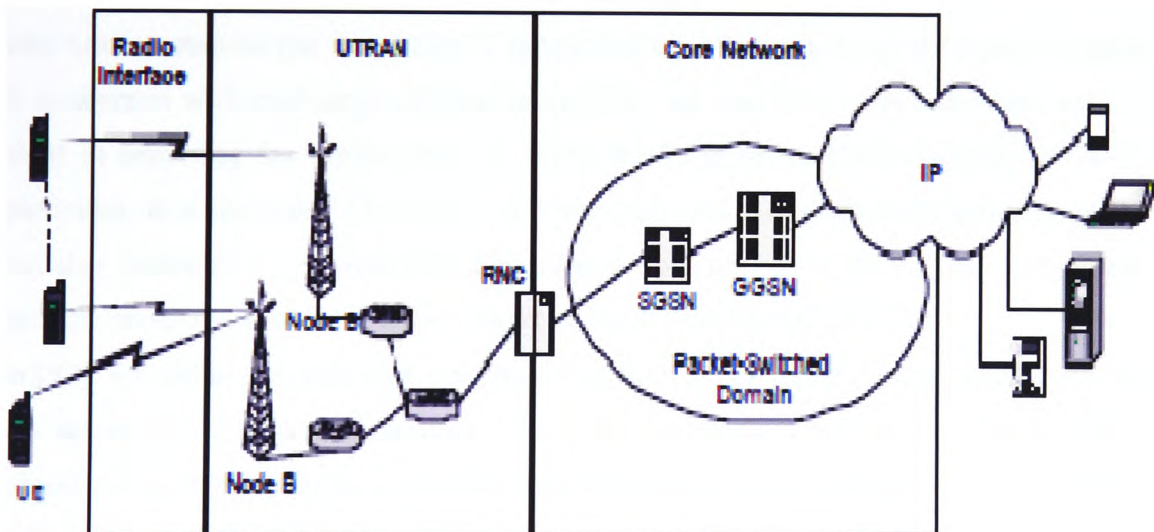 Radio
Interface
UTRAN
Core Network
IP
RNC
SGSN
GGSN
Node B
Packet-Switched
Domain
Node B
UE